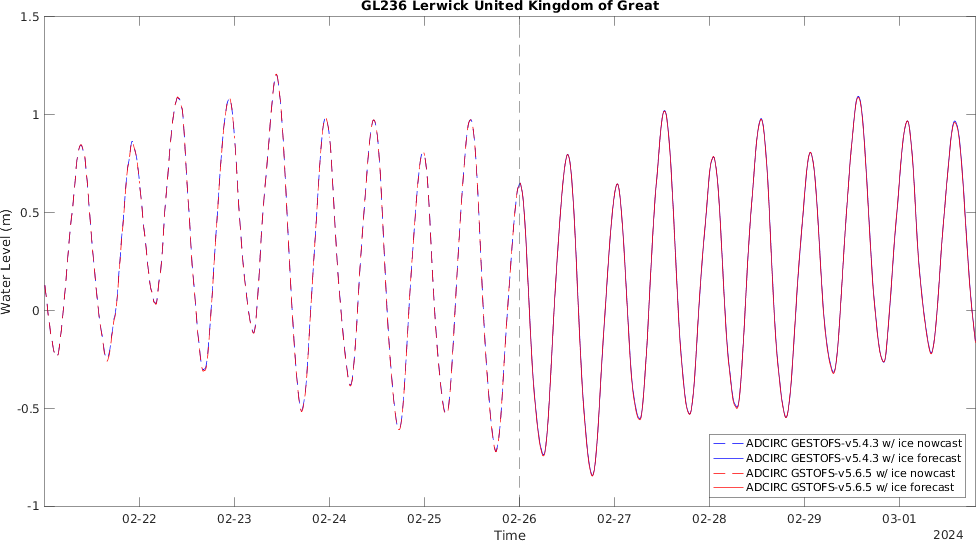 GL236 Lerwick United Kingdom of Great
1.5
1
0.5
0
-0.5
-1
Water Level (m)
ADCIRC GESTOFS-v5.4.3 w/ ice nowcast
ADCIRC GESTOFS-v5.4.3 w/ ice forecast
ADCIRC GSTOFS-v5.6.5 w/ ice nowcast
ADCIRC GSTOFS-v5.6.5 w/ ice forecast
02-22 02-23 02-24 02-25 02-26 02-27 02-28 02-29 03-01
Time
2024